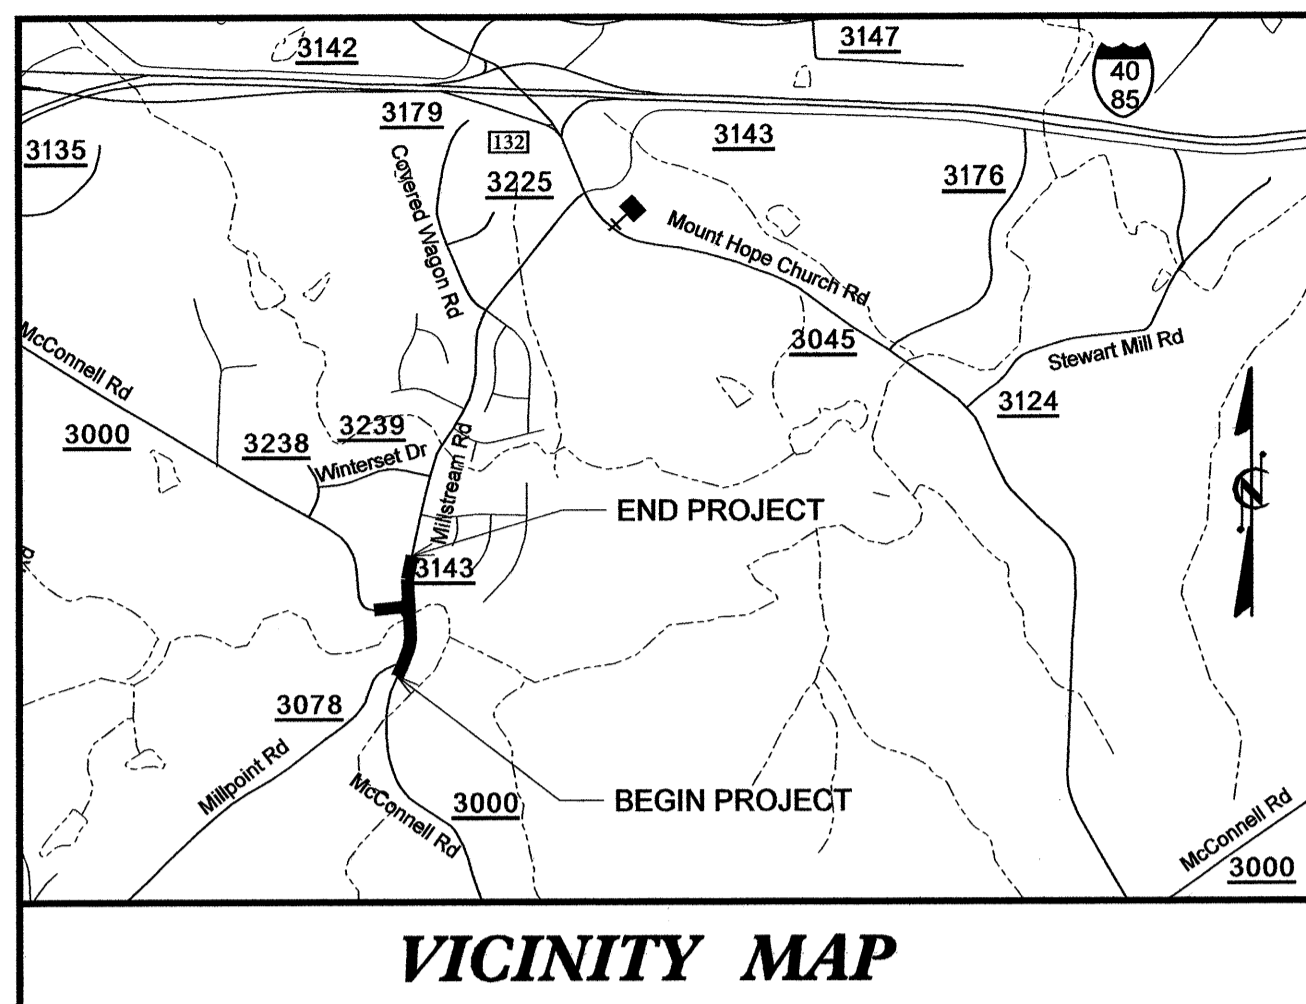 3142
3147
40
85
3179
132
3143
3135
3225
3176
Covered Wagon Rd
Mount Hope Church Rd
3045
Stewart Mill Rd
McConnell Rd
3124
3000
3238
3239
Winterset Dr
Millstream Rd
N
END PROJECT
3143
Rd
3078
Millpoint Rd
McConnell Rd
3000
BEGIN PROJECT
McConnell Rd
3000
VICINITY MAP